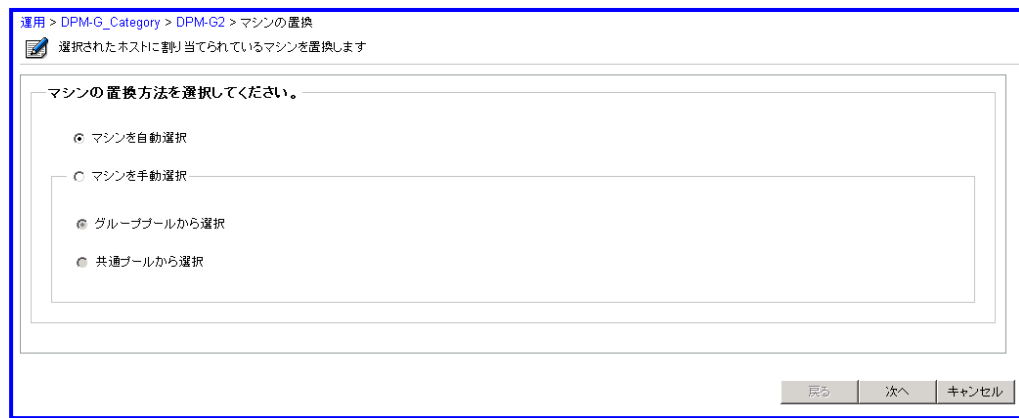 運用 > DPM-G_Category > DPM-G2 > マシンの置換
選択されたホストに割り当てられているマシンを置換します
マシンの置換方法を選択してください。
マシンを自動選択
マシンを手動選択
グループプールから選択
共通プールから選択
戻る 次へ キャンセル